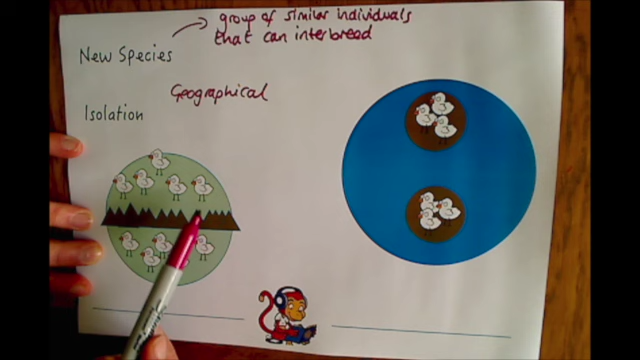 group of similar individuals
that can interbreed
New Species
Geographical
Isolation